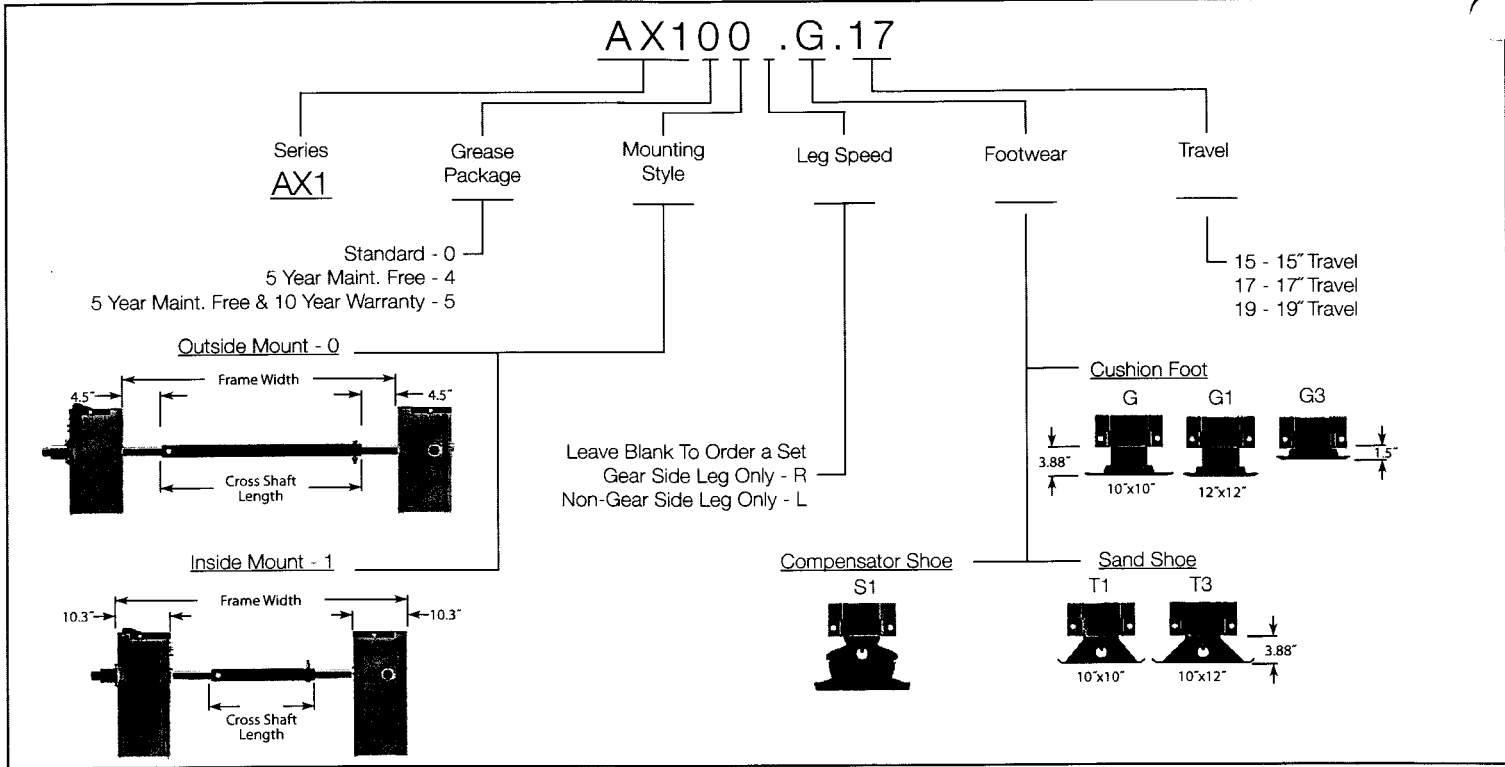 AX100 .G.17
Series
AX1
Grease
Package
Mounting
Style
Leg Speed
Footwear
Travel
Standard - 0
5 Year Maint. Free - 4
5 Year Maint. Free & 10 Year Warranty - 5
15 - 15" Travel
17 - 17" Travel
19 - 19" Travel
Outside Mount - 0
Frame Width
4.5"
4.5"
Cross Shaft
Length
Leave Blank To Order a Set
Gear Side Leg Only - R
Non-Gear Side Leg Only - L
Cushion Foot
G
G1
G3
3.88"
1.5"
10"x10"
12"x12"
Inside Mount - 1
Frame Width
10.3"
10.3"
Cross Shaft
Length
Compensator Shoe
S1
Sand Shoe
T1
T3
3.88"
10"x10"
10"x12"